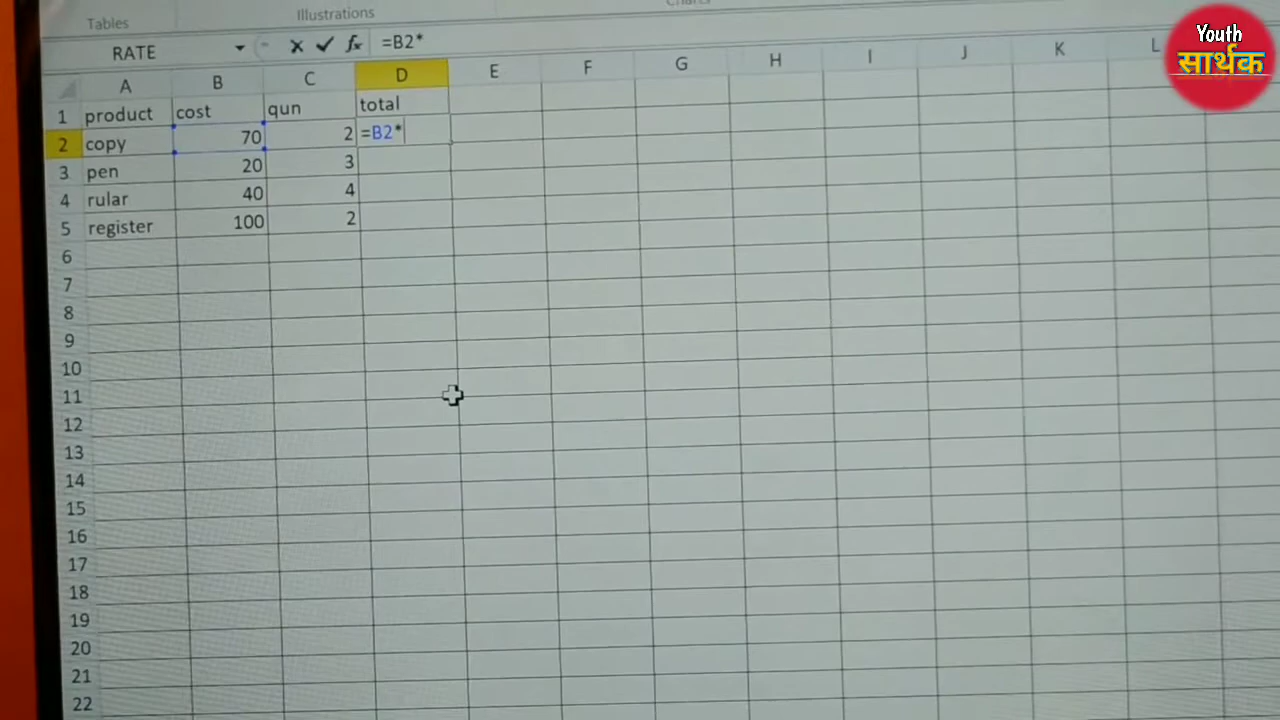 Tables
Illustrations
Youth
सार्थक
RATE
fx
=B2*
A B C D E F G H I J K L
1 product cost qun total
2 copy 70 2 =B2*
3 pen 20 3
4 rular 40 4
5 register 100 2
6
7
8
9
10
11
12
13
14
15
16
17
18
19
20
21
22